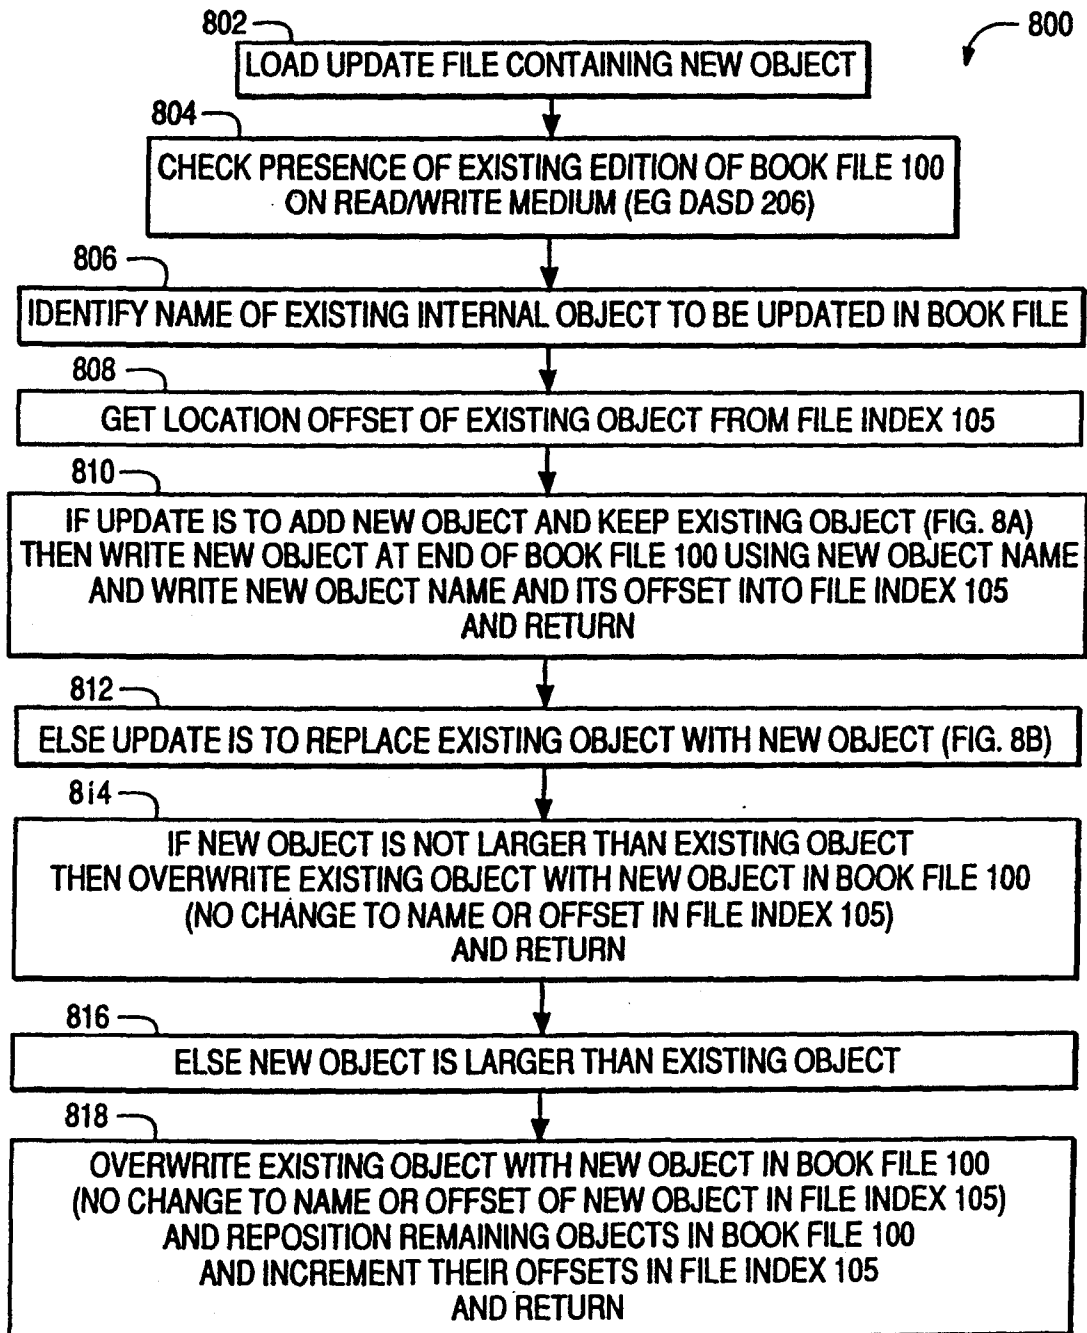 802
800
LOAD UPDATE FILE CONTAINING NEW OBJECT
804
CHECK PRESENCE OF EXISTING EDITION OF BOOK FILE 100
ON READ/WRITE MEDIUM (EG DASD 206)
806
IDENTIFY NAME OF EXISTING INTERNAL OBJECT TO BE UPDATED IN BOOK FILE
808
GET LOCATION OFFSET OF EXISTING OBJECT FROM FILE INDEX 105
810
IF UPDATE IS TO ADD NEW OBJECT AND KEEP EXISTING OBJECT (FIG. 8A)
THEN WRITE NEW OBJECT AT END OF BOOK FILE 100 USING NEW OBJECT NAME
AND WRITE NEW OBJECT NAME AND ITS OFFSET INTO FILE INDEX 105
AND RETURN
812
ELSE UPDATE IS TO REPLACE EXISTING OBJECT WITH NEW OBJECT (FIG. 8B)
814
IF NEW OBJECT IS NOT LARGER THAN EXISTING OBJECT
THEN OVERWRITE EXISTING OBJECT WITH NEW OBJECT IN BOOK FILE 100
(NO CHANGE TO NAME OR OFFSET IN FILE INDEX 105)
AND RETURN
816
ELSE NEW OBJECT IS LARGER THAN EXISTING OBJECT
818
OVERWRITE EXISTING OBJECT WITH NEW OBJECT IN BOOK FILE 100
(NO CHANGE TO NAME OR OFFSET OF NEW OBJECT IN FILE INDEX 105)
AND REPOSITION REMAINING OBJECTS IN BOOK FILE 100
AND INCREMENT THEIR OFFSETS IN FILE INDEX 105
AND RETURN